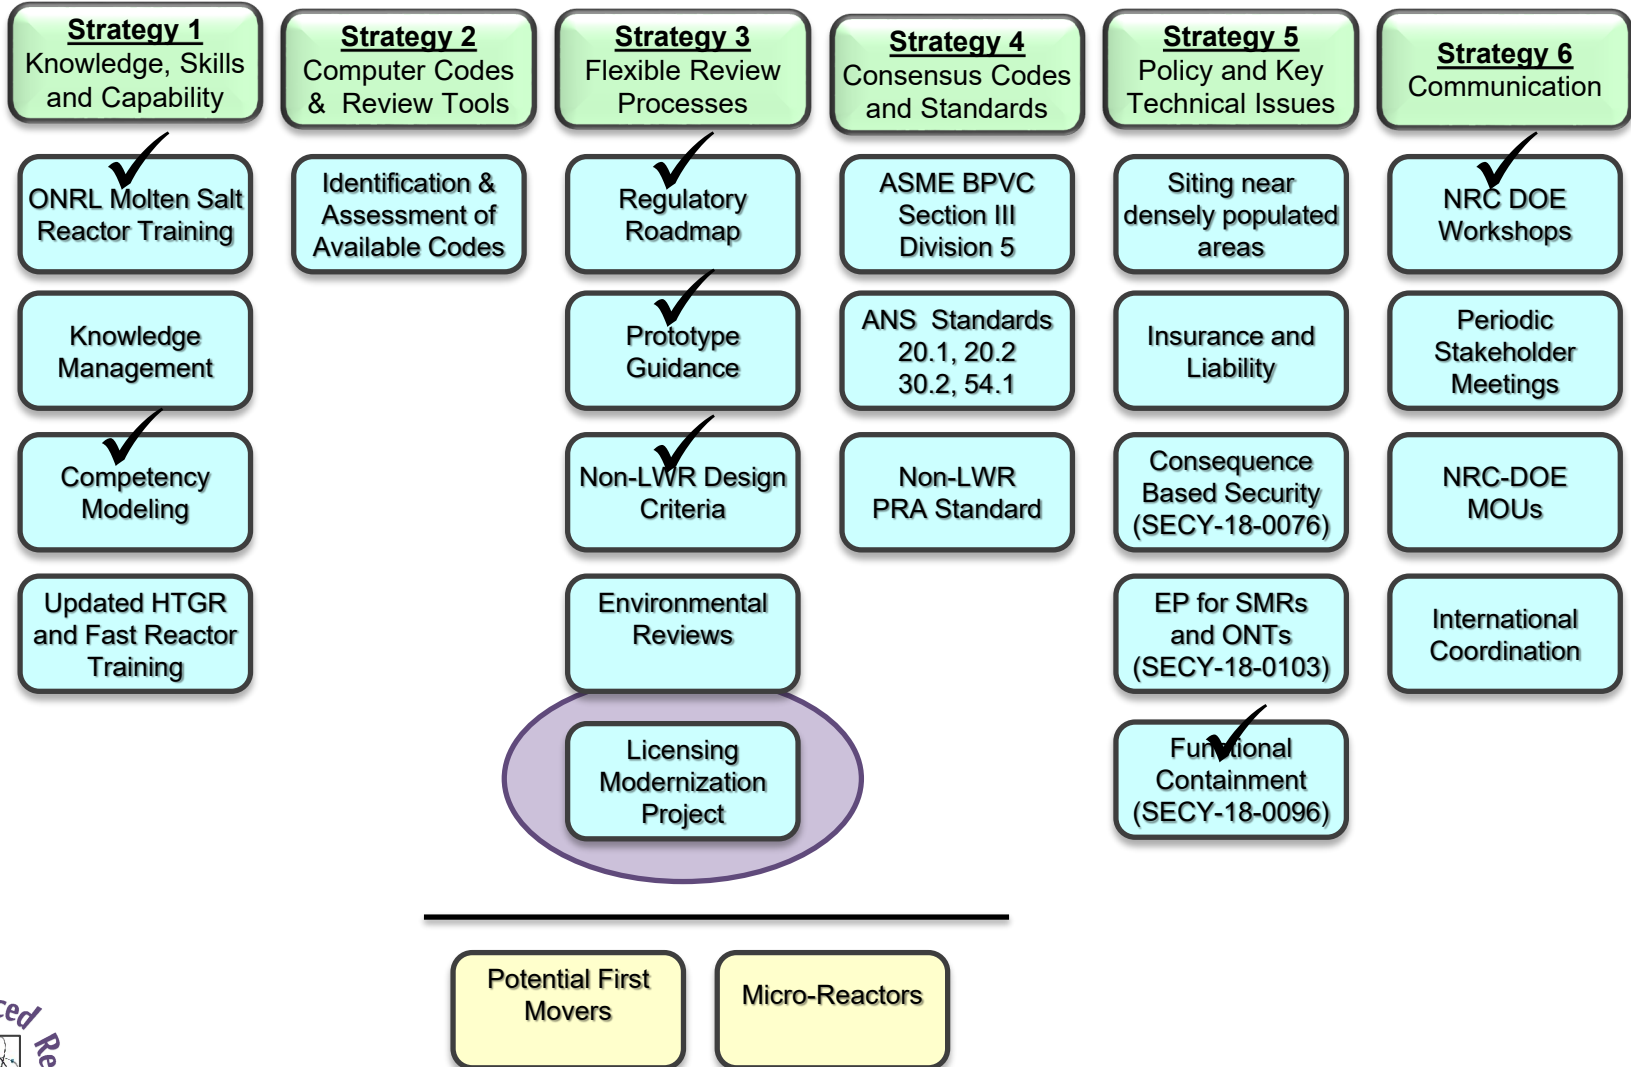 Strategy 1
Knowledge, Skills
and Capability
ONRL Molten Salt
Reactor Training
Knowledge
Management
Competency
Modeling
Updated HTGR
and Fast Reactor
Training
Strategy 2
Computer Codes
& Review Tools
Identification &
Assessment of
Available Codes
Strategy 3
Flexible Review
Processes
Regulatory
Roadmap
Prototype
Guidance
Non-LWR Design
Criteria
Environmental
Reviews
Licensing
Modernization
Project
Strategy 4
Consensus Codes
and Standards
ASME BPVC
Section III
Division 5
ANS Standards
20.1, 20.2
30.2, 54.1
Non-LWR
PRA Standard
Strategy 5
Policy and Key
Technical Issues
Siting near
densely populated
areas
Insurance and
Liability
Consequence
Based Security
(SECY-18-0076)
EP for SMRs
and ONTs
(SECY-18-0103)
Functional
Containment
(SECY-18-0096)
Strategy 6
Communication
NRC DOE
Workshops
Periodic
Stakeholder
Meetings
NRC-DOE
MOUs
International
Coordination
Potential First
Movers
Micro-Reactors